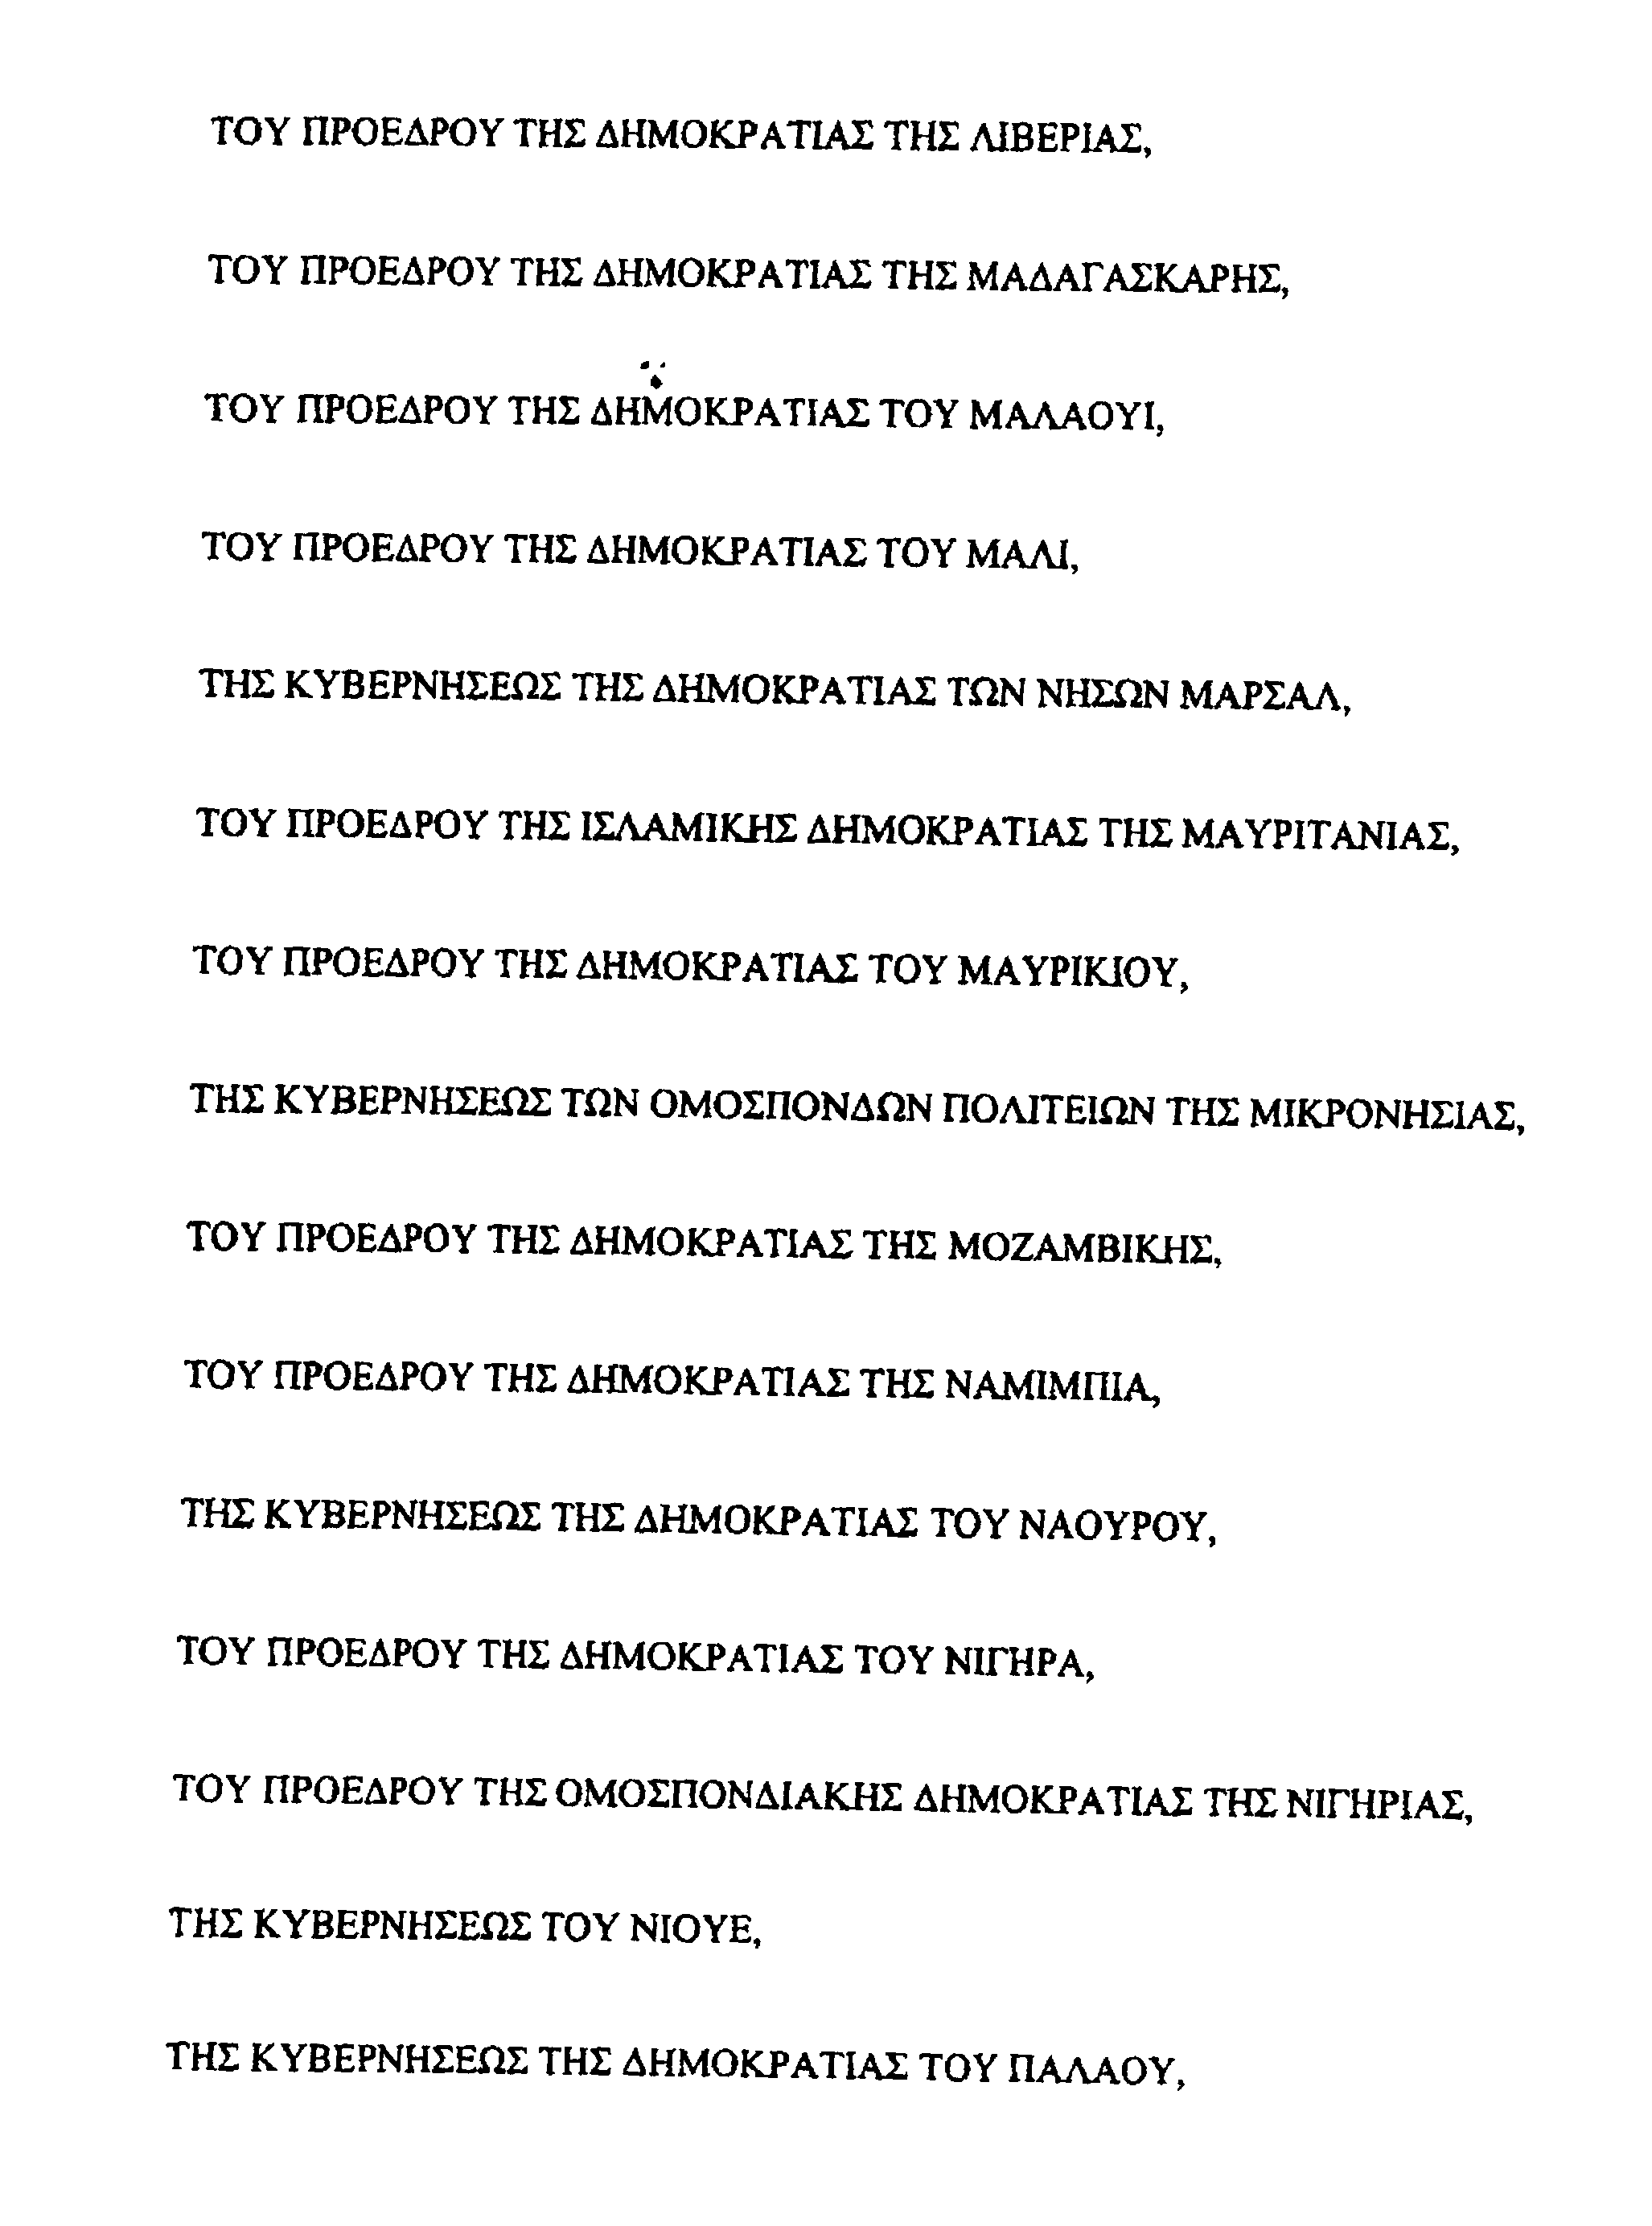 ΤΟΥ ΠΡΟΕΔΡΟΥ ΤΗΣ ΔΗΜΟΚΡΑΤΙΑΣ ΤΗΣ ΛΙΒΕΡΙΑΣ,
ΤΟΥ ΠΡΟΕΔΡΟΥ ΤΗΣ ΔΗΜΟΚΡΑΤΙΑΣ ΤΗΣ ΜΑΔΑΓΑΣΚΑΡΗΣ,
ΤΟΥ ΠΡΟΕΔΡΟΥ ΤΗΣ ΔΗΜΟΚΡΑΤΙΑΣ ΤΟΥ ΜΑΛΑΟΥΙ,
ΤΟΥ ΠΡΟΕΔΡΟΥ ΤΗΣ ΔΗΜΟΚΡΑΤΙΑΣ ΤΟΥ ΜΑΛΙ,
ΤΗΣ ΚΥΒΕΡΝΗΣΕΩΣ ΤΗΣ ΔΗΜΟΚΡΑΤΙΑΣ ΤΩΝ ΝΗΣΩΝ ΜΑΡΣΑΛ,
ΤΟΥ ΠΡΟΕΔΡΟΥ ΤΗΣ ΙΣΛΑΜΙΚΗΣ ΔΗΜΟΚΡΑΤΙΑΣ ΤΗΣ ΜΑΥΡΙΤΑΝΙΑΣ,
ΤΟΥ ΠΡΟΕΔΡΟΥ ΤΗΣ ΔΗΜΟΚΡΑΤΙΑΣ ΤΟΥ ΜΑΥΡΙΚΙΟΥ,
ΤΗΣ ΚΥΒΕΡΝΗΣΕΩΣ ΤΩΝ ΟΜΟΣΠΟΝΔΩΝ ΠΟΛΙΤΕΙΩΝ ΤΗΣ ΜΙΚΡΟΝΗΣΙΑΣ,
ΤΟΥ ΠΡΟΕΔΡΟΥ ΤΗΣ ΔΗΜΟΚΡΑΤΙΑΣ ΤΗΣ ΜΟΖΑΜΒΙΚΗΣ,
ΤΟΥ ΠΡΟΕΔΡΟΥ ΤΗΣ ΔΗΜΟΚΡΑΤΙΑΣ ΤΗΣ ΝΑΜΙΜΠΙΑ,
ΤΗΣ ΚΥΒΕΡΝΗΣΕΩΣ ΤΗΣ ΔΗΜΟΚΡΑΤΙΑΣ ΤΟΥ ΝΑΟΥΡΟΥ,
ΤΟΥ ΠΡΟΕΔΡΟΥ ΤΗΣ ΔΗΜΟΚΡΑΤΙΑΣ ΤΟΥ ΝΙΓΗΡΑ,
ΤΟΥ ΠΡΟΕΔΡΟΥ ΤΗΣ ΟΜΟΣΠΟΝΔΙΑΚΗΣ ΔΗΜΟΚΡΑΤΙΑΣ ΤΗΣ ΝΙΓΗΡΙΑΣ,
ΤΗΣ ΚΥΒΕΡΝΗΣΕΩΣ ΤΟΥ ΝΙΟΥΕ,
ΤΗΣ ΚΥΒΕΡΝΗΣΕΩΣ ΤΗΣ ΔΗΜΟΚΡΑΤΙΑΣ ΤΟΥ ΠΑΛΑΟΥ,